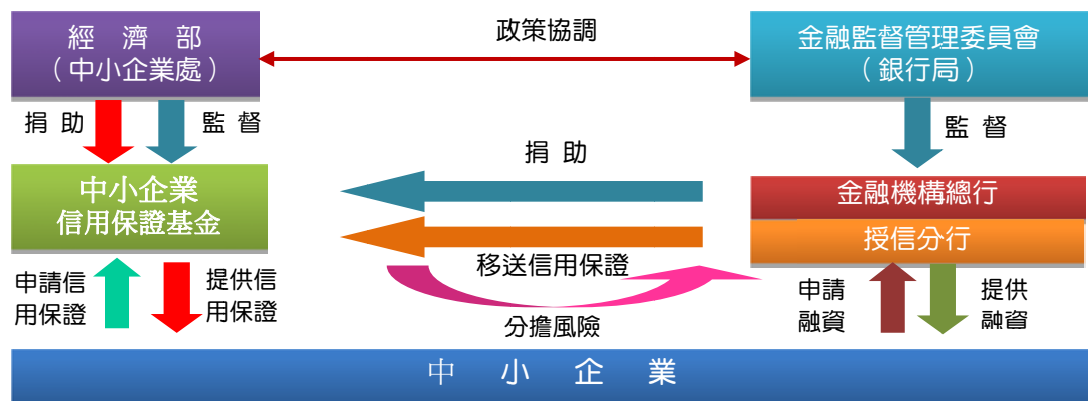 經 濟 部
（中小企業處）
政策協調
金融監督管理委員會
（銀行局）
捐 助
監 督
監 督
捐 助
中小企業
信用保證基金
金融機構總行
授信分行
移送信用保證
申請信
用保證
提供信
用保證
分擔風險
申請
融資
提供
融資
中 小 企 業